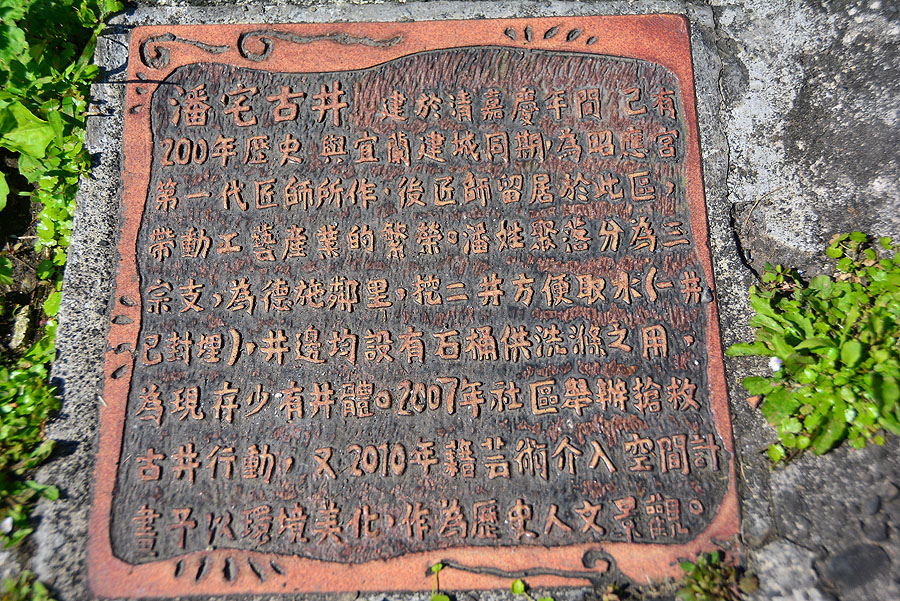 潘宅古井 建於清嘉慶年間 已有
200年歷史 與宜蘭建城同期,為昭應宮
第一代匠師所作,後匠師留居於此區,
帶動工藝產業的繁榮。潘姓聚落分為三
宗支,為德施鄰里,挖二井方便取水(一井
已封埋),井邊均設有石桶供洗滌之用,
為現存少有井體。2007年社區舉辦搶救
古井行動,又2010年籍芸術介入空間計
畫予以環境美化,作為歷史人文景觀。